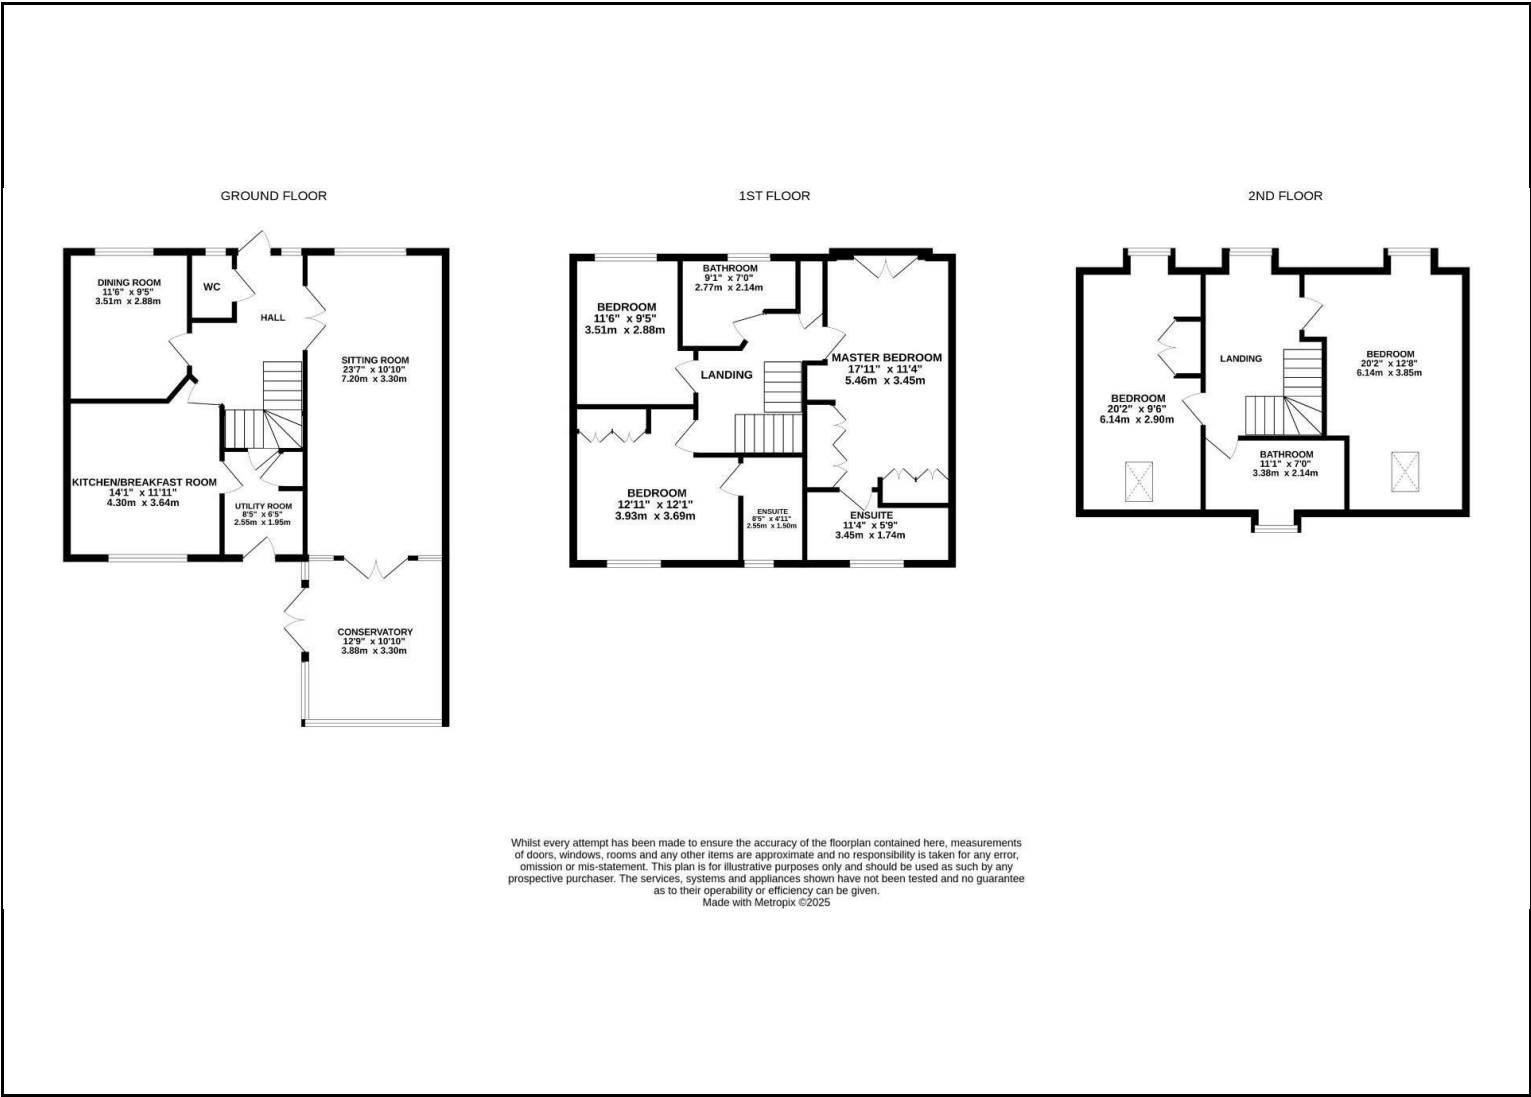 GROUND FLOOR
DINING ROOM
11'6" x 9'5"
3.51m x 2.88m
WC
HALL
SITTING ROOM
23'7" x 10'10"
7.20m x 3.30m
KITCHEN/BREAKFAST ROOM
14'1" x 11'11"
4.30m x 3.64m
UTILITY ROOM
8'5" x 6'5"
2.55m x 1.95m
CONSERVATORY
12'9" x 10'10"
3.88m x 3.30m
1ST FLOOR
BEDROOM
11'6" x 9'5"
3.51m x 2.88m
BATHROOM
9'1" x 7'0"
2.77m x 2.14m
LANDING
MASTER BEDROOM
17'11" x 11'4"
5.46m x 3.45m
BEDROOM
12'11" x 12'1"
3.93m x 3.69m
ENSUITE
8'5" x 4'11"
2.55m x 1.50m
ENSUITE
11'4" x 5'9"
3.45m x 1.74m
2ND FLOOR
BEDROOM
20'2" x 9'6"
6.14m x 2.90m
LANDING
BEDROOM
20'2" x 12'8"
6.14m x 3.85m
BATHROOM
11'1" x 7'0"
3.38m x 2.14m
Whilst every attempt has been made to ensure the accuracy of the floorplan contained here, measurements
of doors, windows, rooms and any other items are approximate and no responsibility is taken for any error,
omission or mis-statement. This plan is for illustrative purposes only and should be used as such by any
prospective purchaser. The services, systems and appliances shown have not been tested and no guarantee
as to their operability or efficiency can be given.
Made with Metropix ©2025